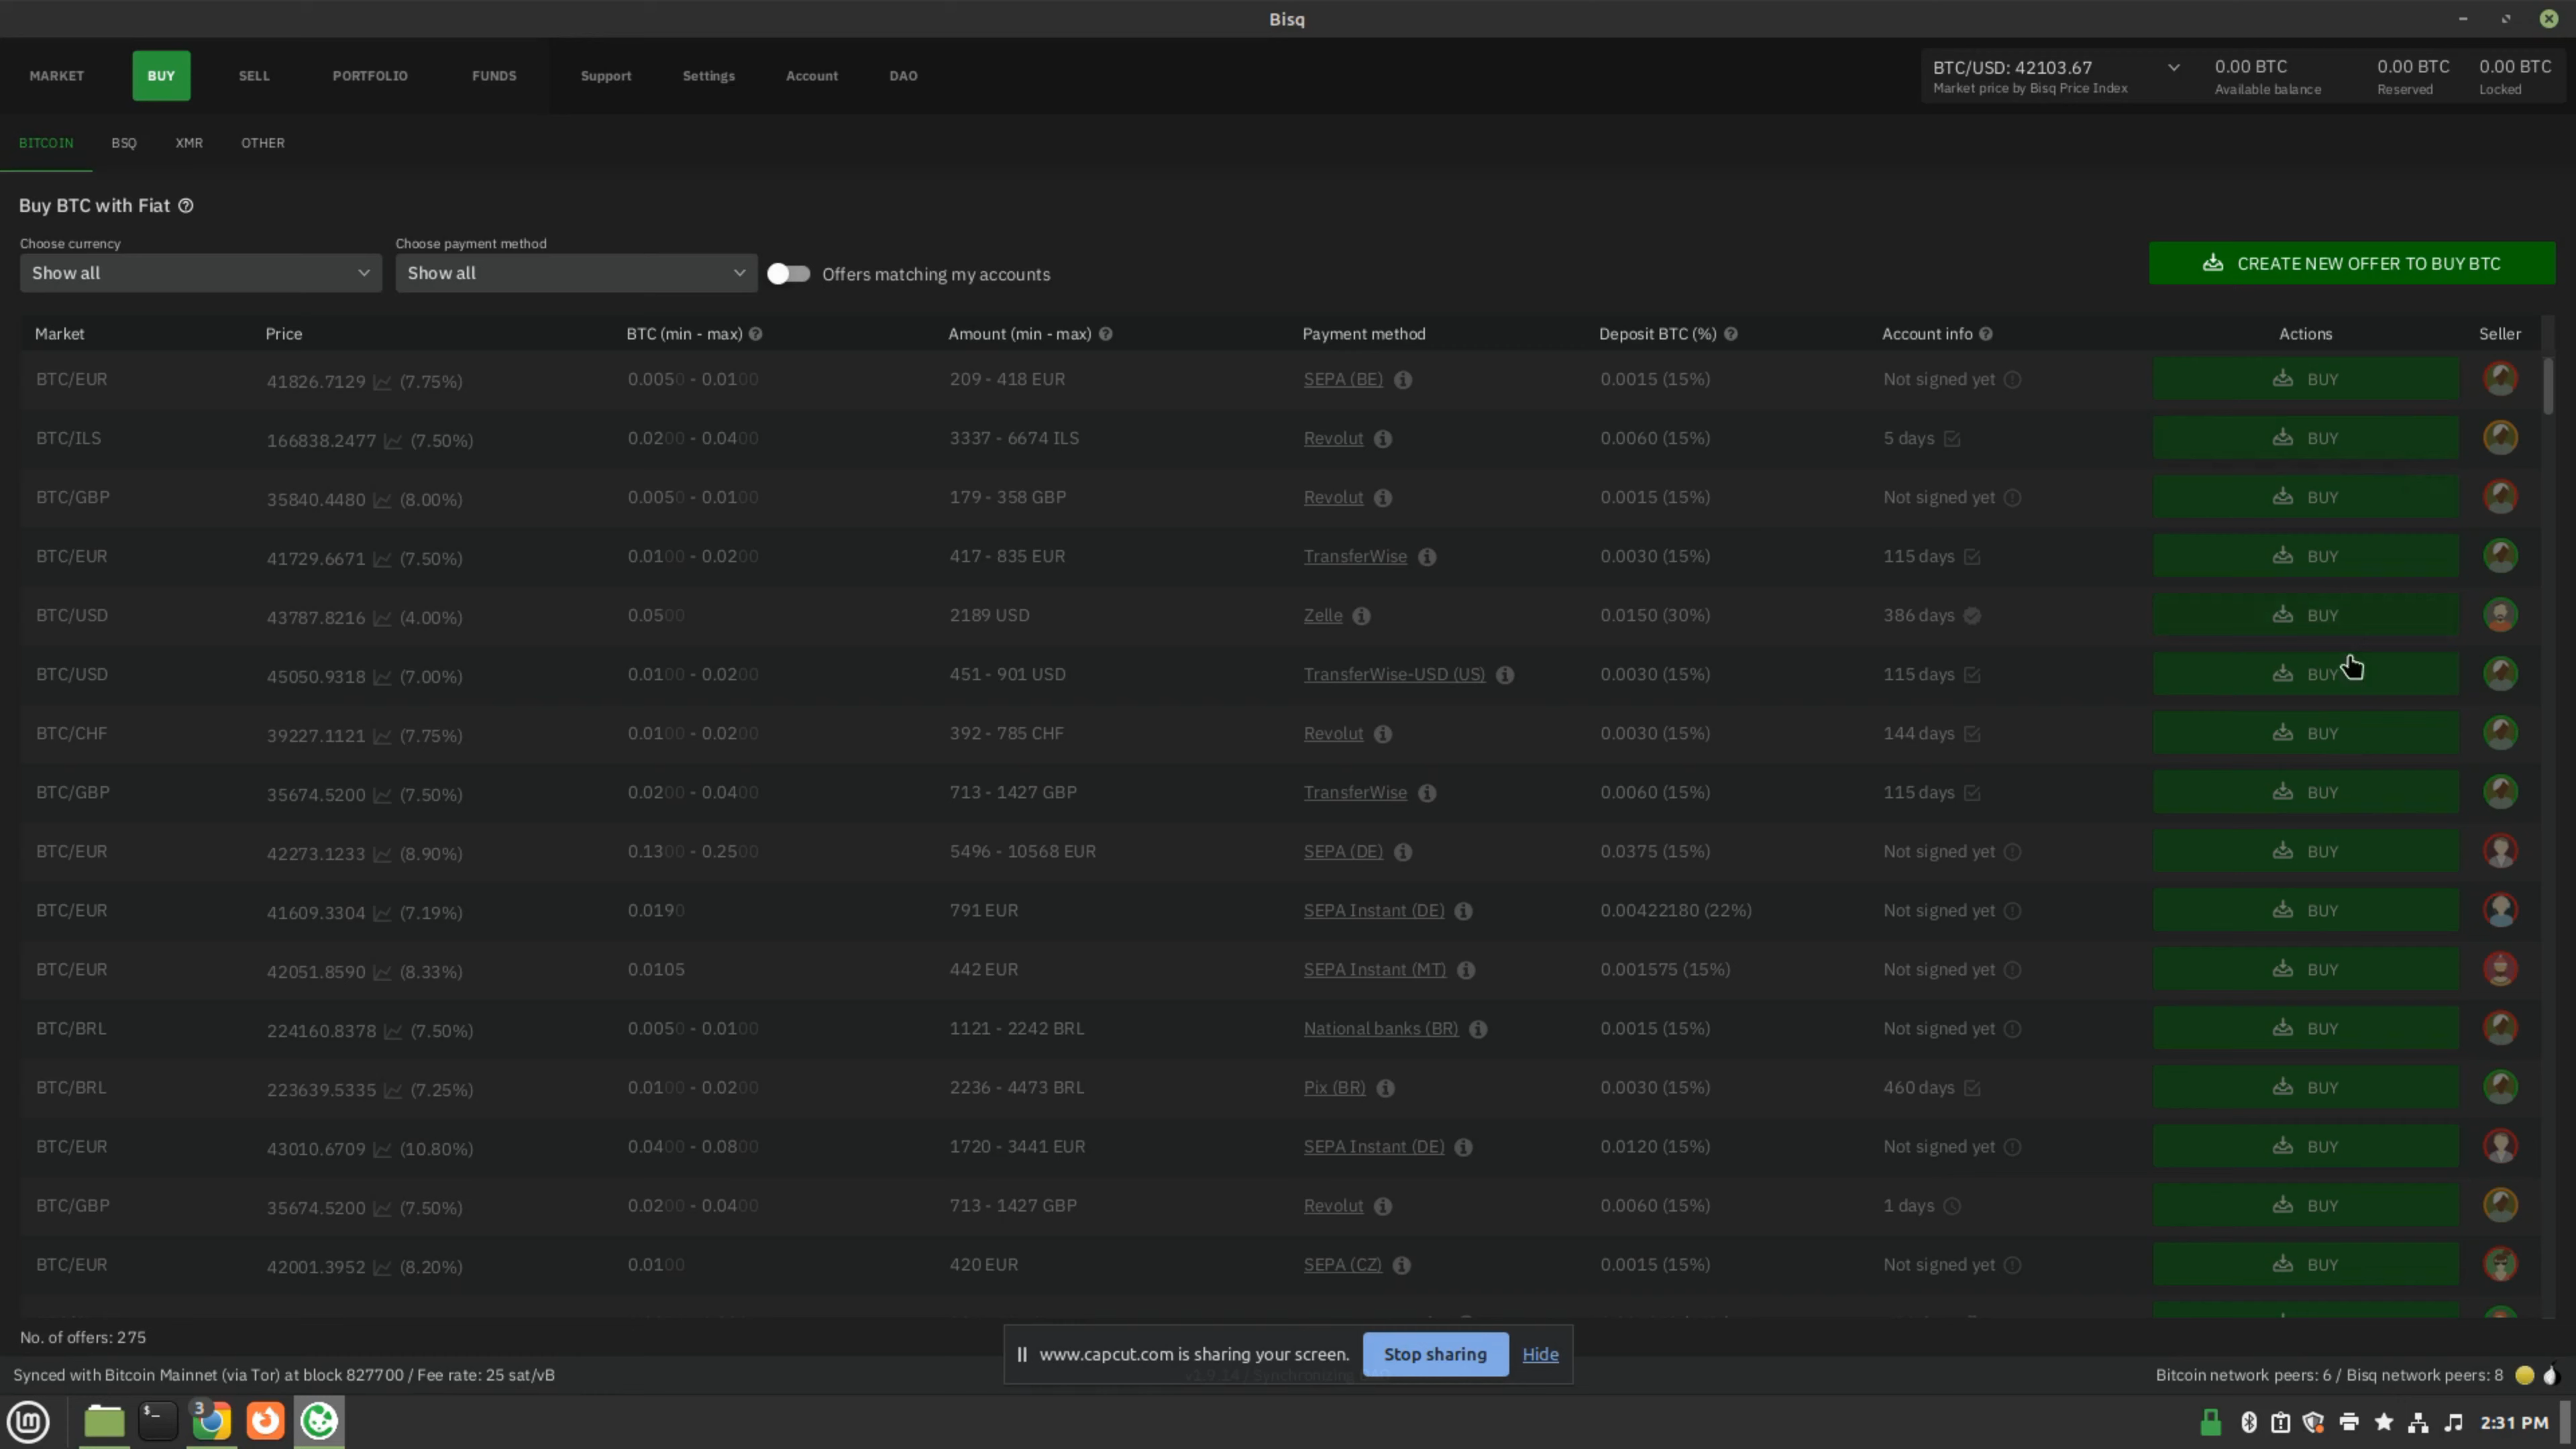 Bisq
MARKET BUY SELL PORTFOLIO FUNDS Support Settings Account DAO
BTC/USD: 42103.67 0.00 BTC 0.00 BTC 0.00 BTC
Market price by Bisq Price Index Available balance Reserved Locked
BITCOIN BSQ XMR OTHER
Buy BTC with Fiat
Choose currency Choose payment method
Show all Show all Offers matching my accounts CREATE NEW OFFER TO BUY BTC
Market Price BTC (min - max) Amount (min - max) Payment method Deposit BTC (%) Account info Actions Seller
BTC/EUR 41826.7129 (7.75%) 0.0050 - 0.0100 209 - 418 EUR SEPA (BE) 0.0015 (15%) Not signed yet BUY
BTC/ILS 166838.2477 (7.50%) 0.0200 - 0.0400 3337 - 6674 ILS Revolut 0.0060 (15%) 5 days BUY
BTC/GBP 35840.4480 (8.00%) 0.0050 - 0.0100 179 - 358 GBP Revolut 0.0015 (15%) Not signed yet BUY
BTC/EUR 41729.6671 (7.50%) 0.0100 - 0.0200 417 - 835 EUR TransferWise 0.0030 (15%) 115 days BUY
BTC/USD 43787.8216 (4.00%) 0.0500 2189 USD Zelle 0.0150 (30%) 386 days BUY
BTC/USD 45050.9318 (7.00%) 0.0100 - 0.0200 451 - 901 USD TransferWise-USD (US) 0.0030 (15%) 115 days BUY
BTC/CHF 39227.1121 (7.75%) 0.0100 - 0.0200 392 - 785 CHF Revolut 0.0030 (15%) 144 days BUY
BTC/GBP 35674.5200 (7.50%) 0.0200 - 0.0400 713 - 1427 GBP TransferWise 0.0060 (15%) 115 days BUY
BTC/EUR 42273.1233 (8.90%) 0.1300 - 0.2500 5496 - 10568 EUR SEPA (DE) 0.0375 (15%) Not signed yet BUY
BTC/EUR 41609.3304 (7.19%) 0.0190 791 EUR SEPA Instant (DE) 0.00422180 (22%) Not signed yet BUY
BTC/EUR 42051.8590 (8.33%) 0.0105 442 EUR SEPA Instant (MT) 0.001575 (15%) Not signed yet BUY
BTC/BRL 224160.8378 (7.50%) 0.0050 - 0.0100 1121 - 2242 BRL National banks (BR) 0.0015 (15%) Not signed yet BUY
BTC/BRL 223639.5335 (7.25%) 0.0100 - 0.0200 2236 - 4473 BRL Pix (BR) 0.0030 (15%) 460 days BUY
BTC/EUR 43010.6709 (10.80%) 0.0400 - 0.0800 1720 - 3441 EUR SEPA Instant (DE) 0.0120 (15%) Not signed yet BUY
BTC/GBP 35674.5200 (7.50%) 0.0200 - 0.0400 713 - 1427 GBP Revolut 0.0060 (15%) 1 days BUY
BTC/EUR 42001.3952 (8.20%) 0.0100 420 EUR SEPA (CZ) 0.0015 (15%) Not signed yet BUY
No. of offers: 275
www.capcut.com is sharing your screen. Stop sharing Hide
Synced with Bitcoin Mainnet (via Tor) at block 827700 / Fee rate: 25 sat/vB Bitcoin network peers: 6 / Bisq network peers: 8
3
2:31 PM